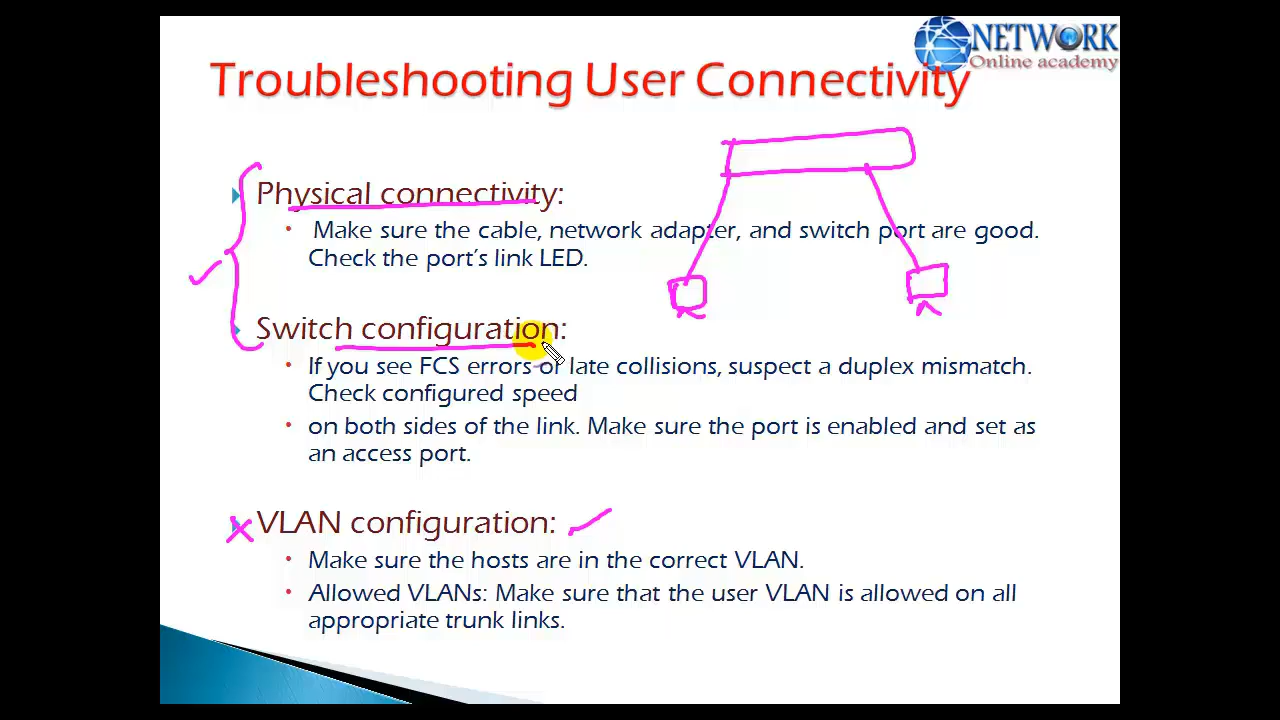 NETWORK
Online academy
Troubleshooting User Connectivity
Physical connectivity:
Make sure the cable, network adapter, and switch port are good.
Check the port's link LED.
Switch configuration:
If you see FCS errors or late collisions, suspect a duplex mismatch.
Check configured speed
on both sides of the link. Make sure the port is enabled and set as
an access port.
VLAN configuration:
Make sure the hosts are in the correct VLAN.
Allowed VLANs: Make sure that the user VLAN is allowed on all
appropriate trunk links.